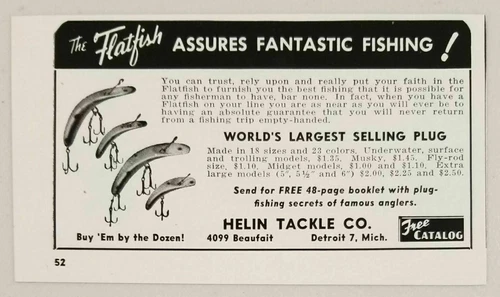 The Flatfish ASSURES FANTASTIC FISHING!
You can trust, rely upon and really put your faith in the
Flatfish to furnish you the best fishing that it is possible for
any fisherman to have, bar none. In fact, when you have a
Flatfish on your line you are as near as you will ever be to
having an absolute guarantee that you will never return
from a fishing trip empty-handed.
WORLD'S LARGEST SELLING PLUG
Made in 18 sizes and 23 colors. Underwater, surface
and trolling models, $1.35. Musky, $1.45. Fly-rod
size, $1.10. Midget models, $1.00 and $1.10. Extra
large models (5", 5½" and 6") $2.00, $2.25 and $2.50.
Send for FREE 48-page booklet with plug-
fishing secrets of famous anglers.
HELIN TACKLE CO.
4099 Beaufait Detroit 7, Mich.
Free
CATALOG
Buy 'Em by the Dozen!
52